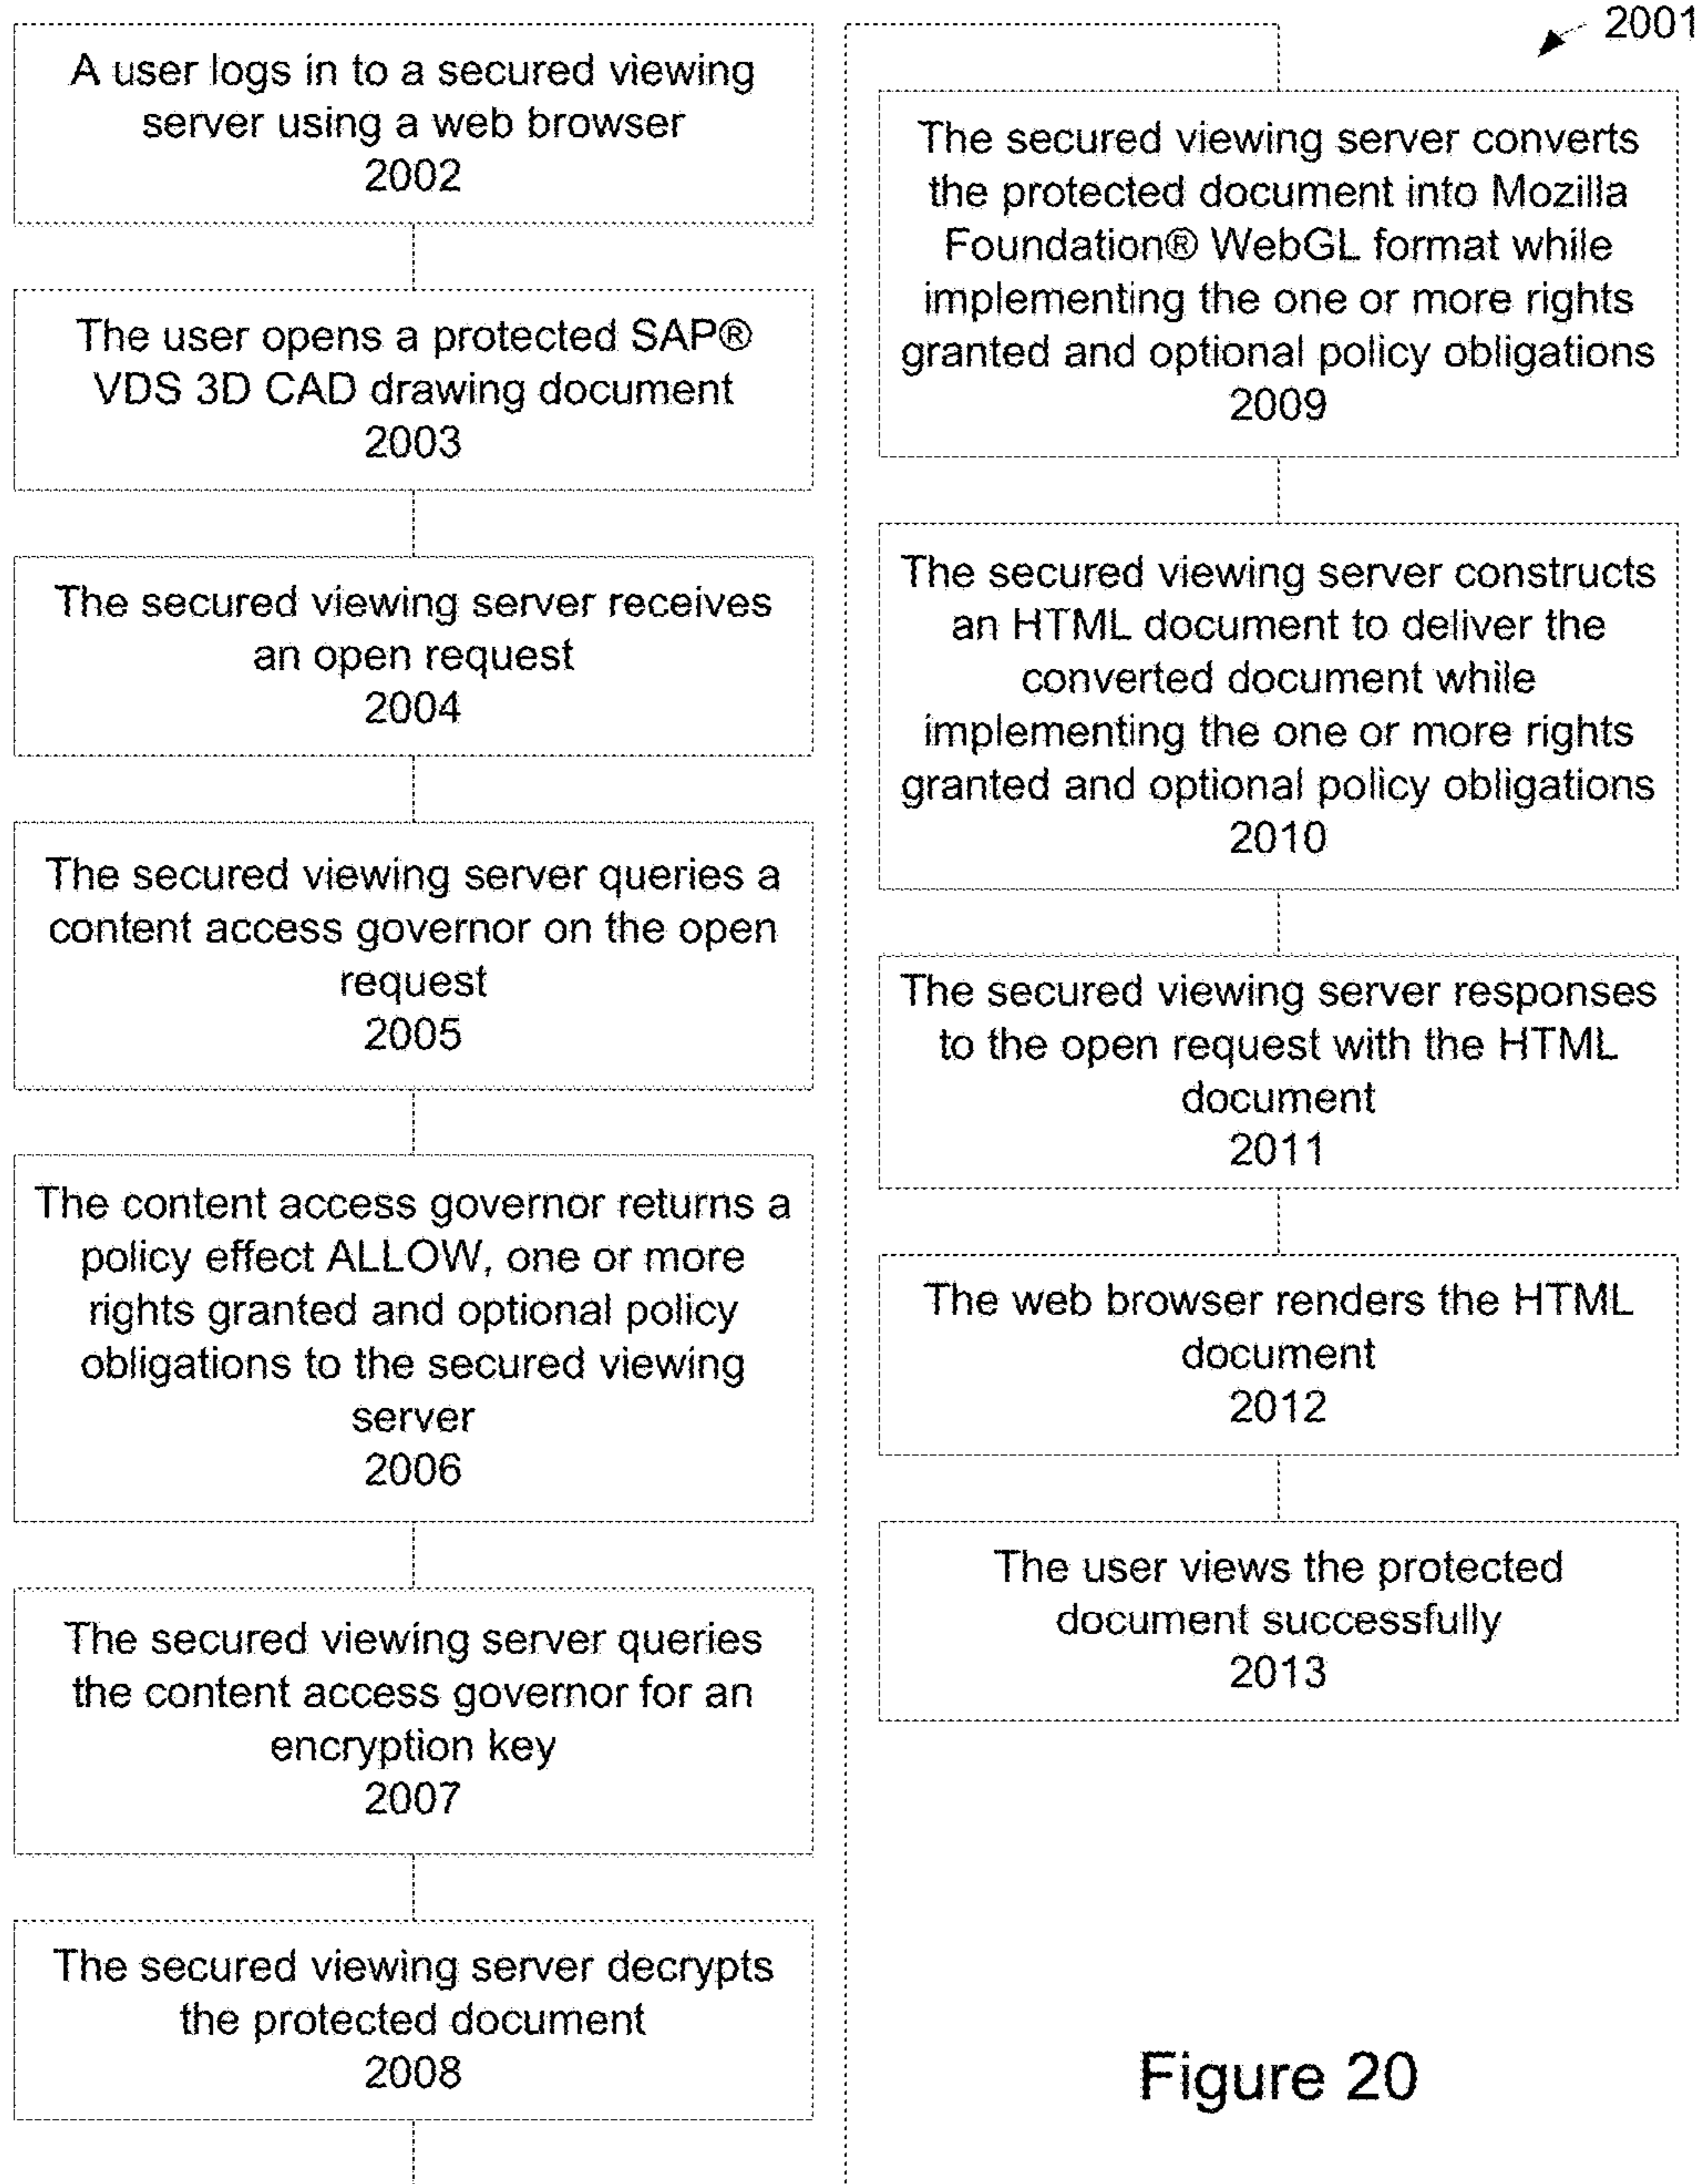 2001
A user logs in to a secured viewing
server using a web browser
2002
The user opens a protected SAP®
VDS 3D CAD drawing document
2003
The secured viewing server receives
an open request
2004
The secured viewing server queries a
content access governor on the open
request
2005
The content access governor returns a
policy effect ALLOW, one or more
rights granted and optional policy
obligations to the secured viewing
server
2006
The secured viewing server queries
the content access governor for an
encryption key
2007
The secured viewing server decrypts
the protected document
2008
The secured viewing server converts
the protected document into Mozilla
Foundation® WebGL format while
implementing the one or more rights
granted and optional policy obligations
2009
The secured viewing server constructs
an HTML document to deliver the
converted document while
implementing the one or more rights
granted and optional policy obligations
2010
The secured viewing server responses
to the open request with the HTML
document
2011
The web browser renders the HTML
document
2012
The user views the protected
document successfully
2013
Figure 20